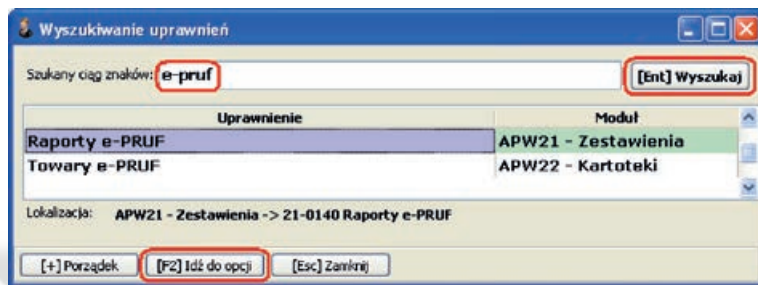 Wyszukiwanie uprawnień
Szukany ciąg znaków: e-pruf [Ent] Wyszukaj
Uprawnienie Moduł
Raporty e-PRUF APW21 - Zestawienia
Towary e-PRUF APW22 - Kartoteki
Lokalizacja: APW21 - Zestawienia -> 21-0140 Raporty e-PRUF
[+] Porządek [F2] Idź do opcji [Esc] Zamknij